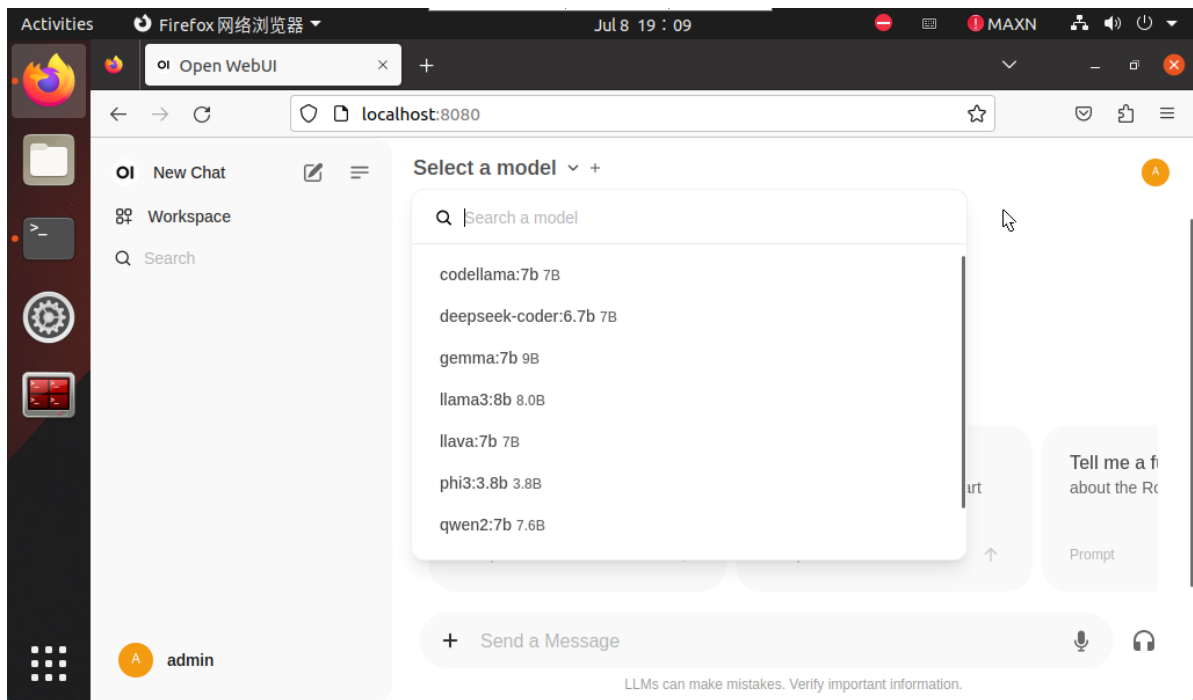 Activities Firefox 网络浏览器 Jul 8 19：09 MAXN
OI Open WebUI
localhost:8080
OI New Chat
Workspace
Search
Select a model
A
Search a model
codellama:7b 7B
deepseek-coder:6.7b 7B
gemma:7b 9B
llama3:8b 8.0B
llava:7b 7B
phi3:3.8b 3.8B
qwen2:7b 7.6B
art
Tell me a
about the
Prompt
Send a Message
A admin
LLMs can make mistakes. Verify important information.